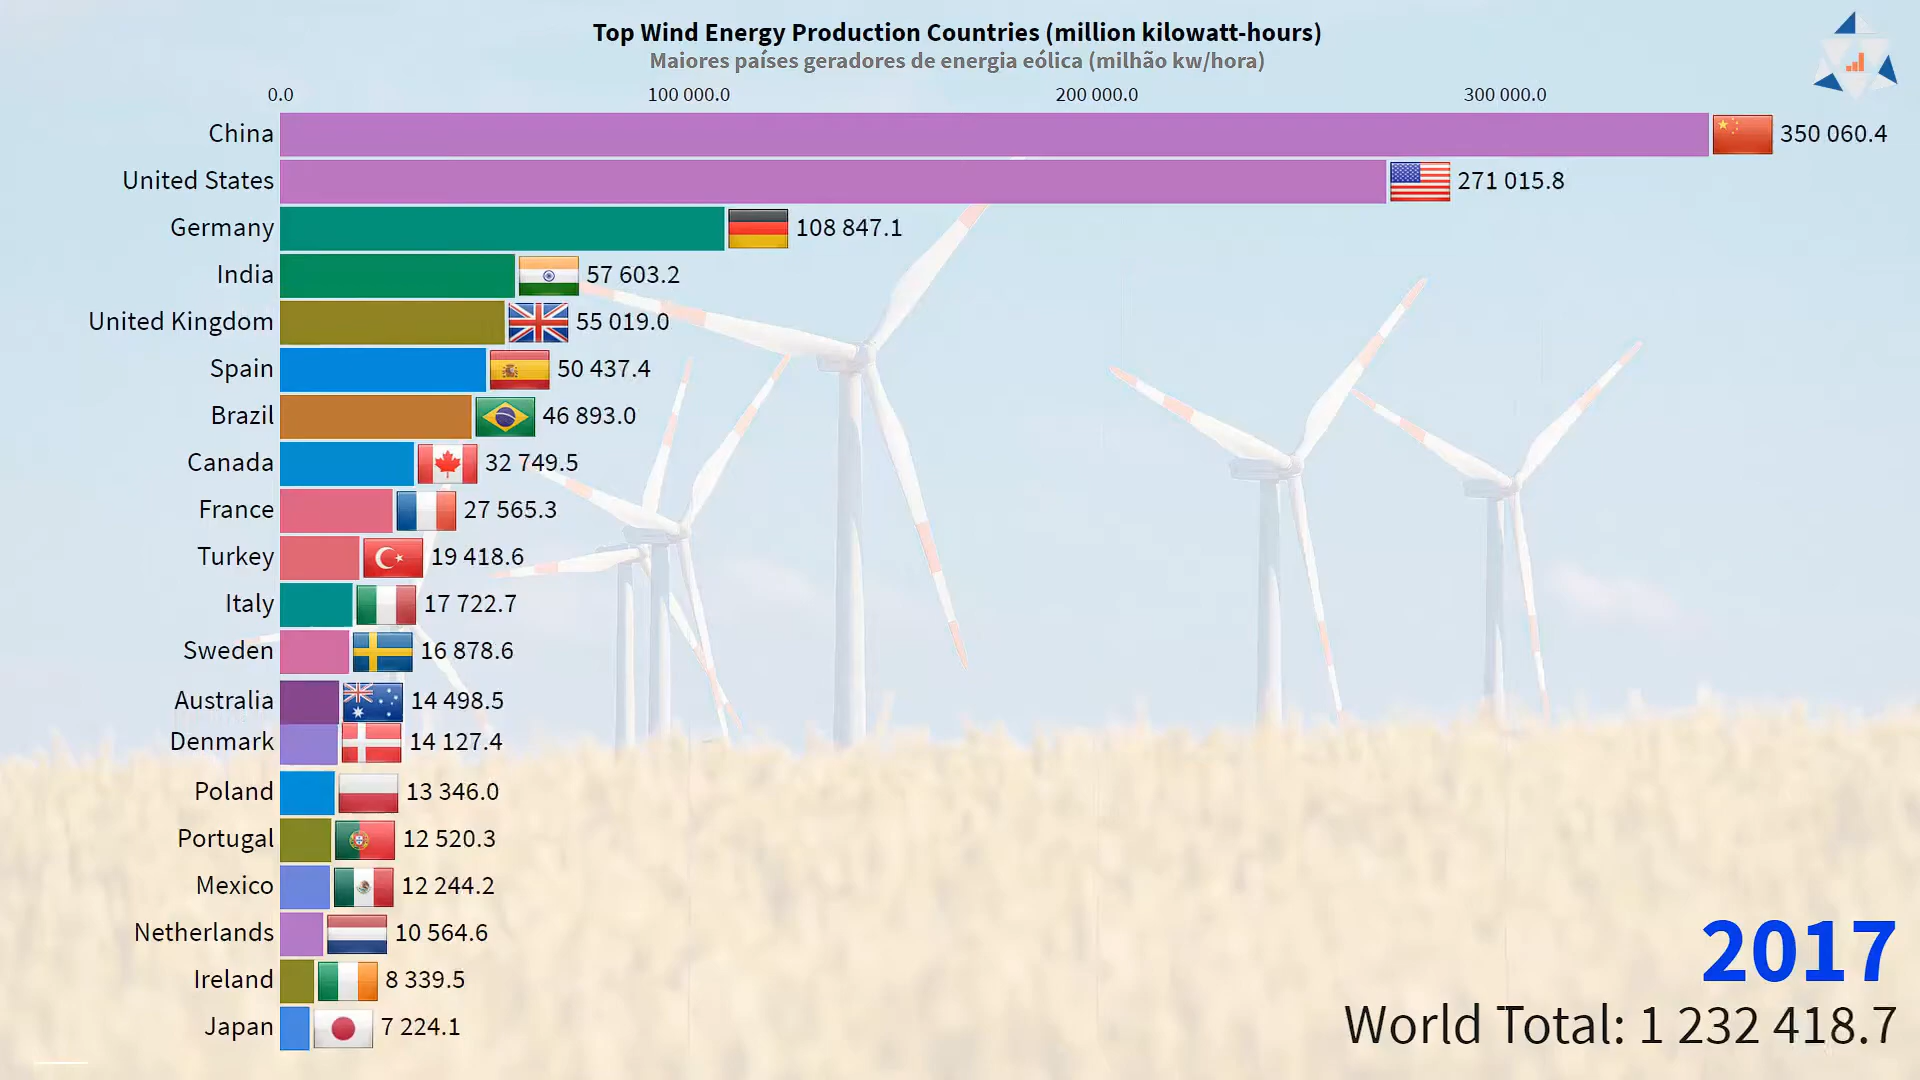 Top Wind Energy Production Countries (million kilowatt-hours)
Maiores países geradores de energia eólica (milhão kw/hora)
0.0 100 000.0 200 000.0 300 000.0
China 350 060.4
United States 271 015.8
Germany 108 847.1
India 57 603.2
United Kingdom 55 019.0
Spain 50 437.4
Brazil 46 893.0
Canada 32 749.5
France 27 565.3
Turkey 19 418.6
Italy 17 722.7
Sweden 16 878.6
Australia 14 498.5
Denmark 14 127.4
Poland 13 346.0
Portugal 12 520.3
Mexico 12 244.2
Netherlands 10 564.6
Ireland 8 339.5
Japan 7 224.1
2017
World Total: 1 232 418.7